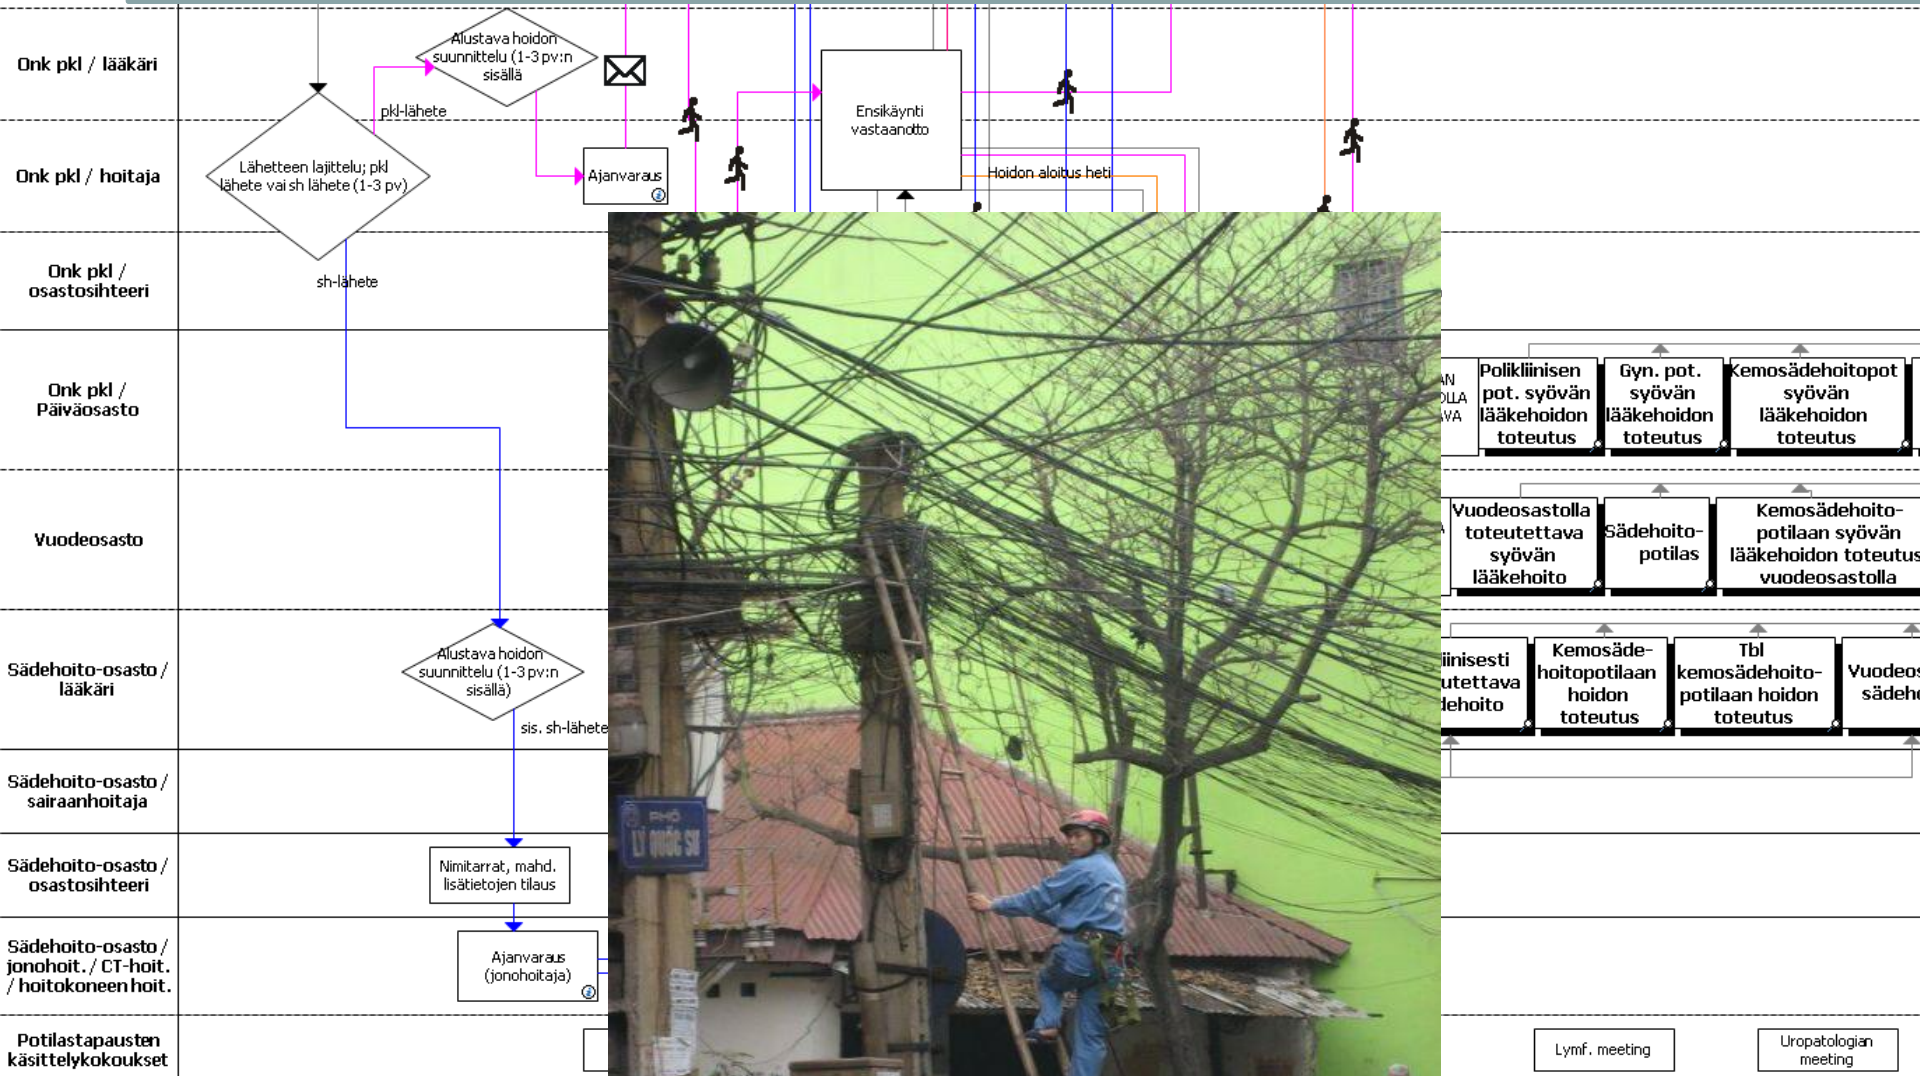 Onk pkl / lääkäri
Alustava hoidon
suunnittelu (1-3 pv:n
sisällä
pkl-lähete
Ensikäynti
vastaanotto
Onk pkl / hoitaja
Lähetteen lajittelu; pkl
lähete vai sh lähete (1-3 pv)
Ajanvaraus
Hoidon aloitus heti
Onk pkl /
osastosihteeri
sh-lähete
Onk pkl /
Päiväosasto
Polikliinisen
pot. syövän
lääkehoidon
toteutus
Gyn. pot.
syövän
lääkehoidon
toteutus
Kemosädehoitopot
syövän
lääkehoidon
toteutus
Vuodeosasto
Vuodeosastolla
toteutettava
syövän
lääkehoito
Sädehoito-
potilas
Kemosädehoito-
potilaan syövän
lääkehoidon toteutus
vuodeosastolla
Sädehoito-osasto /
lääkäri
Alustava hoidon
suunnittelu (1-3 pv:n
sisällä)
sis. sh-lähete
Kemosäde-
hoitopotilaan
hoidon
toteutus
Tbl
kemosädehoito-
potilaan hoidon
toteutus
Sädehoito-osasto /
sairaanhoitaja
PHỐ
LÝ QUỐC SƯ
Sädehoito-osasto /
osastosihteeri
Nimitarrat, mahd.
lisätietojen tilaus
Sädehoito-osasto /
jonohoit. / CT-hoit.
/ hoitokoneen hoit.
Ajanvaraus
(jonohoitaja)
Potilastapausten
käsittelykokoukset
Lymf. meeting
Uropatologian
meeting